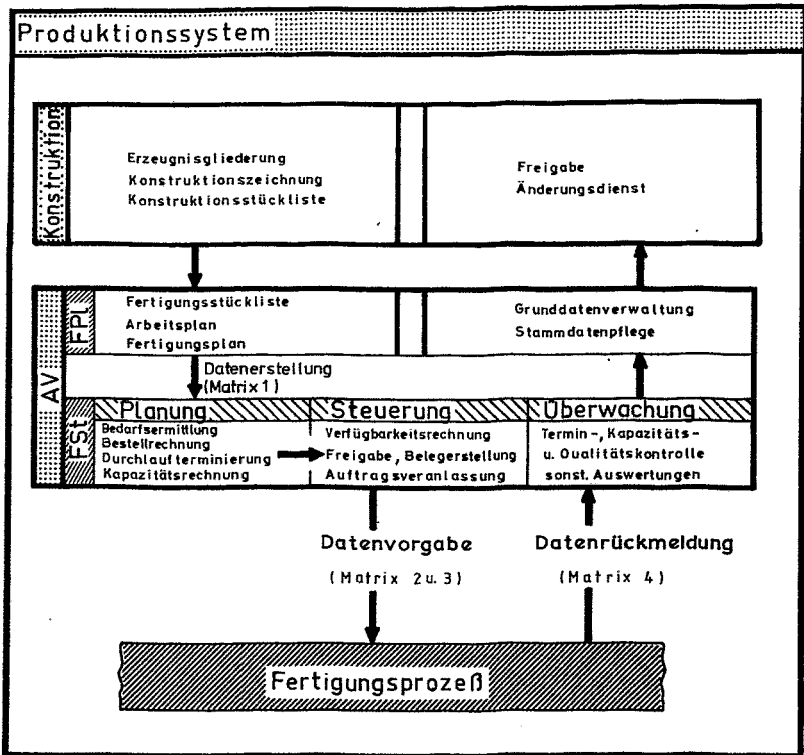 Produktionssystem
Konstruktion
Erzeugnisgliederung
Konstruktionszeichnung
Konstruktionsstückliste
Freigabe
Änderungsdienst
AV
FPL
Fertigungsstückliste
Arbeitsplan
Fertigungsplan
Grunddatenverwaltung
Stammdatenpflege
Datenerstellung
(Matrix 1)
FSt
Planung
Bedarfsermittlung
Bestellrechnung
Durchlaufterminierung
Kapazitätsrechnung
Steuerung
Verfügbarkeitsrechnung
Freigabe, Belegerstellung
Auftragsveranlassung
Überwachung
Termin-, Kapazitäts-
u. Qualitätskontrolle
sonst. Auswertungen
Datenvorgabe
(Matrix 2 u. 3)
Datenrückmeldung
(Matrix 4)
Fertigungsprozeß